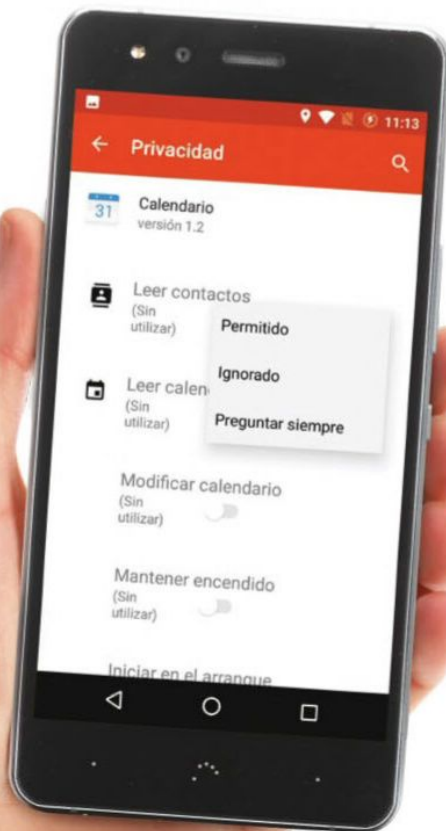 11:13
Privacidad
31
Calendario
versión 1.2
Leer contactos
(Sin
utilizar)
Permitido
Ignorado
Preguntar siempre
Leer calen
(Sin
utilizar)
Modificar calendario
(Sin
utilizar)
Mantener encendido
(Sin
utilizar)
Iniciar en el arranque